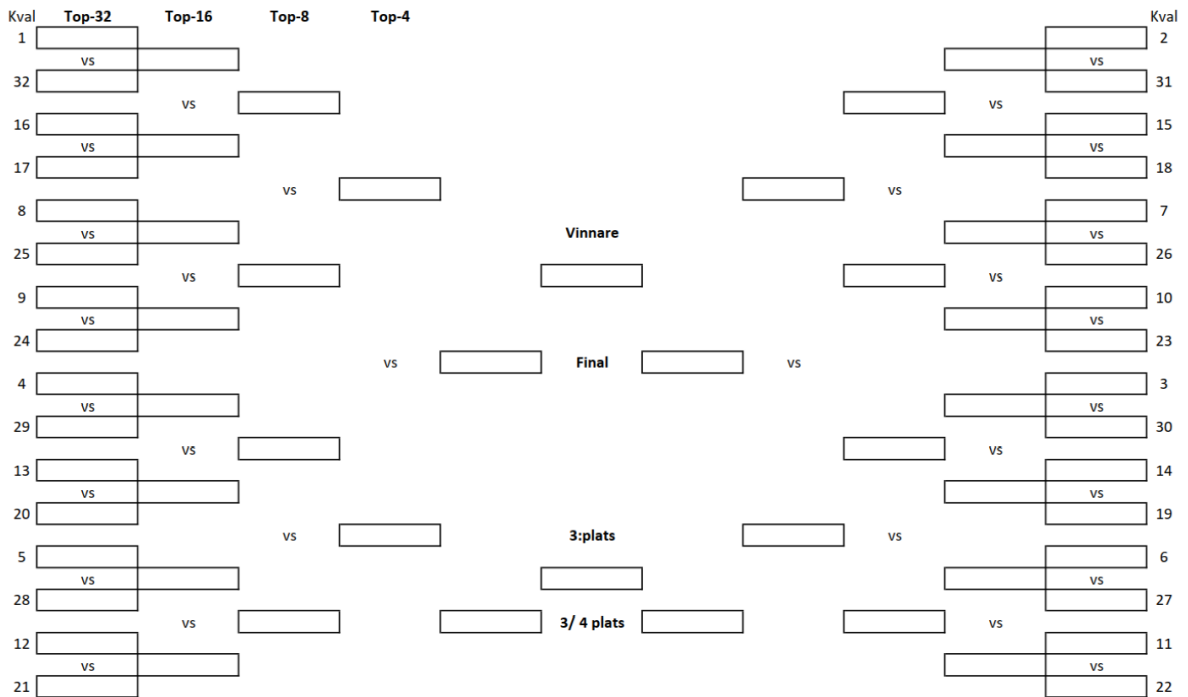 Kval Top-32 Top-16 Top-8 Top-4 Kval
1 2
vs vs
32 31
vs vs
16 15
vs vs
17 18
vs vs
8 7
Vinnare
vs vs
25 26
vs vs
9 10
vs vs
24 23
vs Final vs
4 3
vs vs
29 30
vs vs
13 14
vs vs
20 19
vs 3:plats vs
5 6
vs vs
28 27
vs 3/ 4 plats vs
12 11
vs vs
21 22